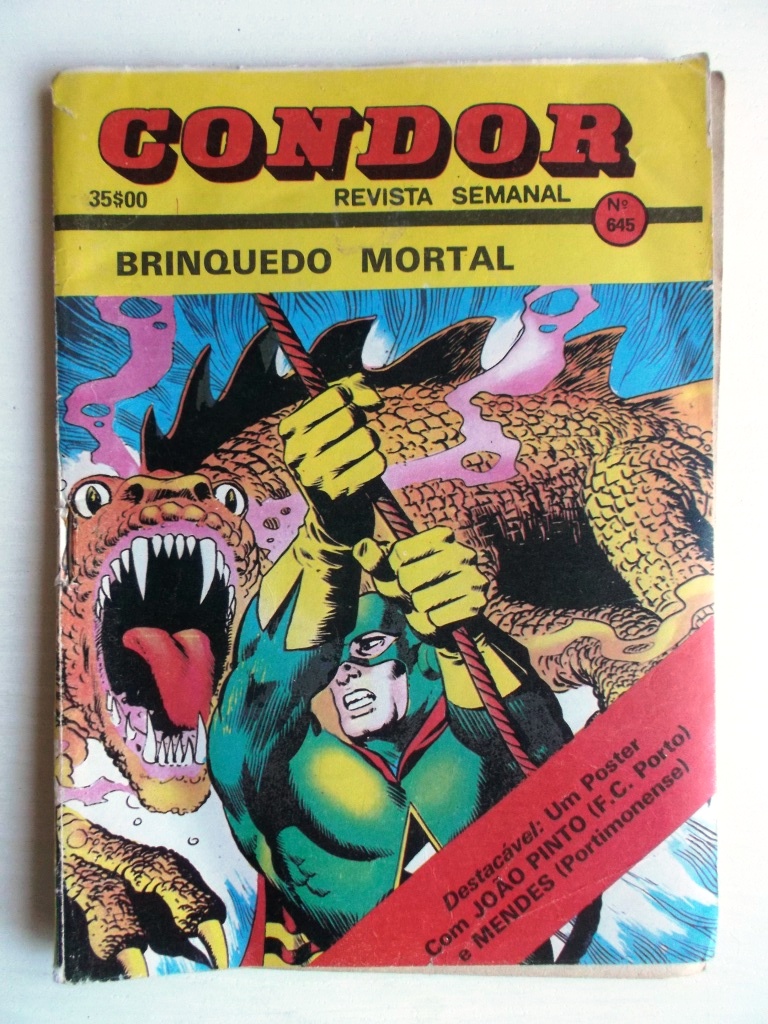 CONDOR
35$00
REVISTA SEMANAL
Nº
645
BRINQUEDO MORTAL
Destacável: Um Poster
Com JOÃO PINTO (F.C. Porto)
e MENDES (Portimonense)